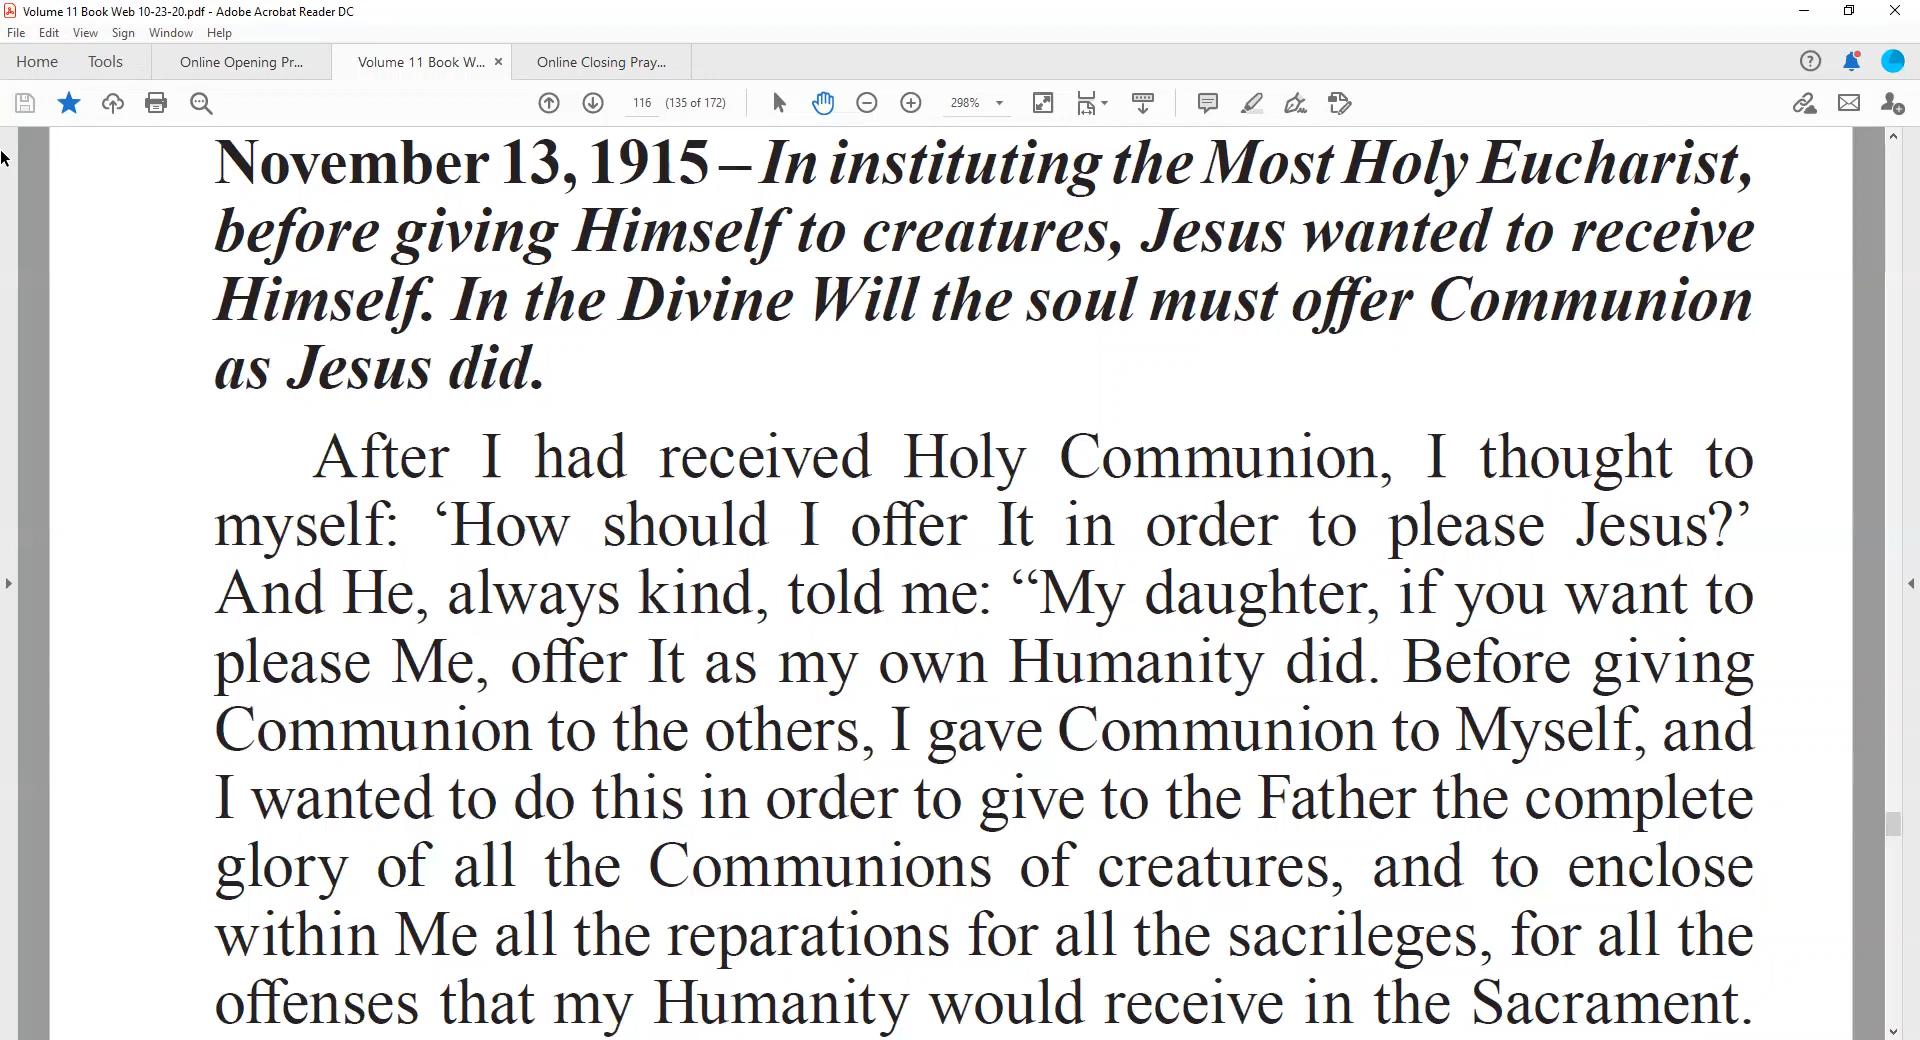 Volume 11 Book Web 10-23-20.pdf - Adobe Acrobat Reader DC
File Edit View Sign Window Help
Home Tools Online Opening Pr... Volume 11 Book W... × Online Closing Pray...
116 (135 of 172) 298%
November 13, 1915 – In instituting the Most Holy Eucharist,
before giving Himself to creatures, Jesus wanted to receive
Himself. In the Divine Will the soul must offer Communion
as Jesus did.
After I had received Holy Communion, I thought to
myself: ‘How should I offer It in order to please Jesus?’
And He, always kind, told me: “My daughter, if you want to
please Me, offer It as my own Humanity did. Before giving
Communion to the others, I gave Communion to Myself, and
I wanted to do this in order to give to the Father the complete
glory of all the Communions of creatures, and to enclose
within Me all the reparations for all the sacrileges, for all the
offenses that my Humanity would receive in the Sacrament.